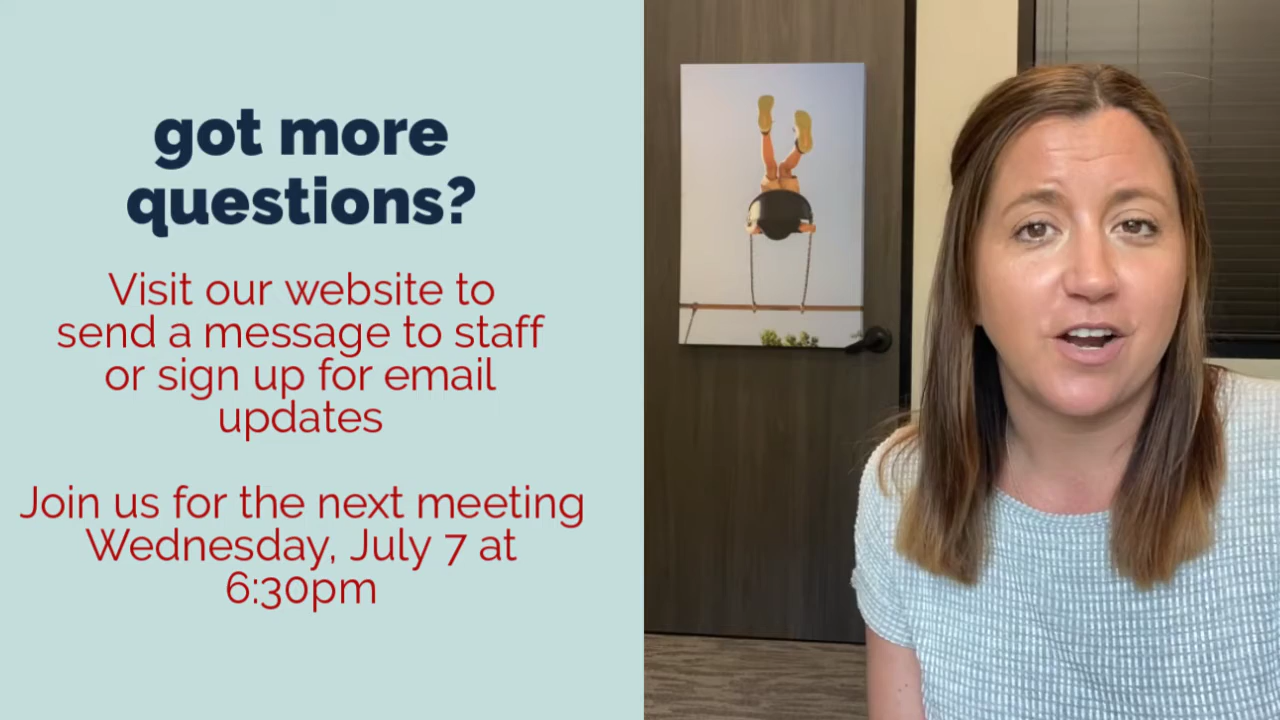 got more
questions?
Visit our website to
send a message to staff
or sign up for email
updates
Join us for the next meeting
Wednesday, July 7 at
6:30pm